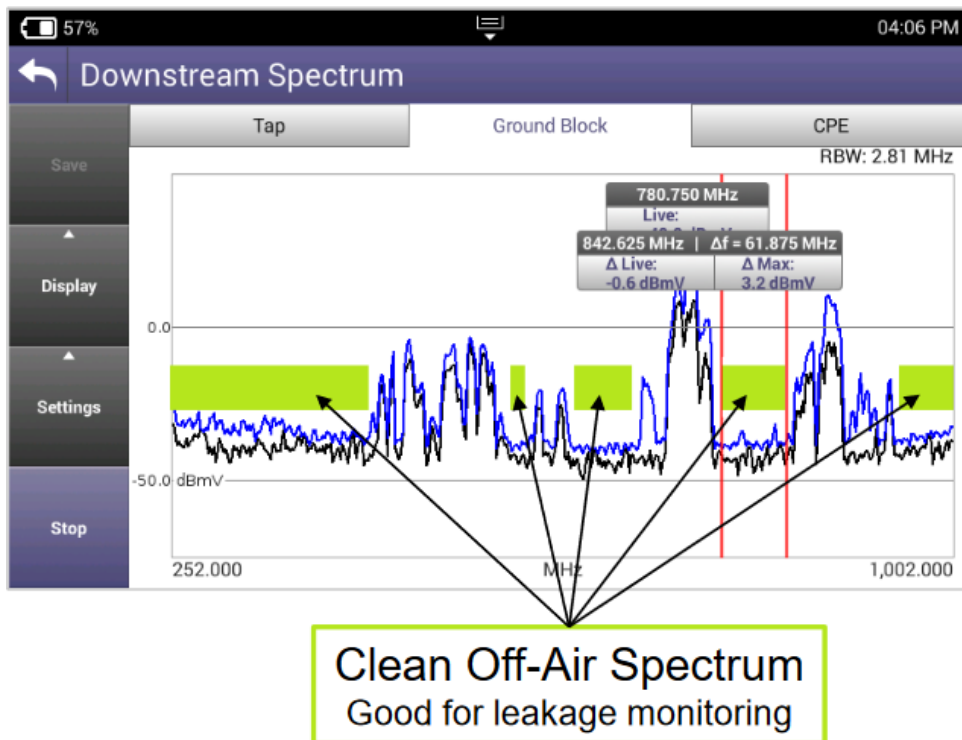 57%
04:06 PM
Downstream Spectrum
Tap
Ground Block
CPE
Save
RBW: 2.81 MHz
780.750 MHz
Live:
842.625 MHz | Δf = 61.875 MHz
Δ Live:
Δ Max:
-0.6 dBmV
3.2 dBmV
Display
0.0
Settings
-50.0 dBmV
Stop
252.000
MHz
1,002.000
Clean Off-Air Spectrum
Good for leakage monitoring